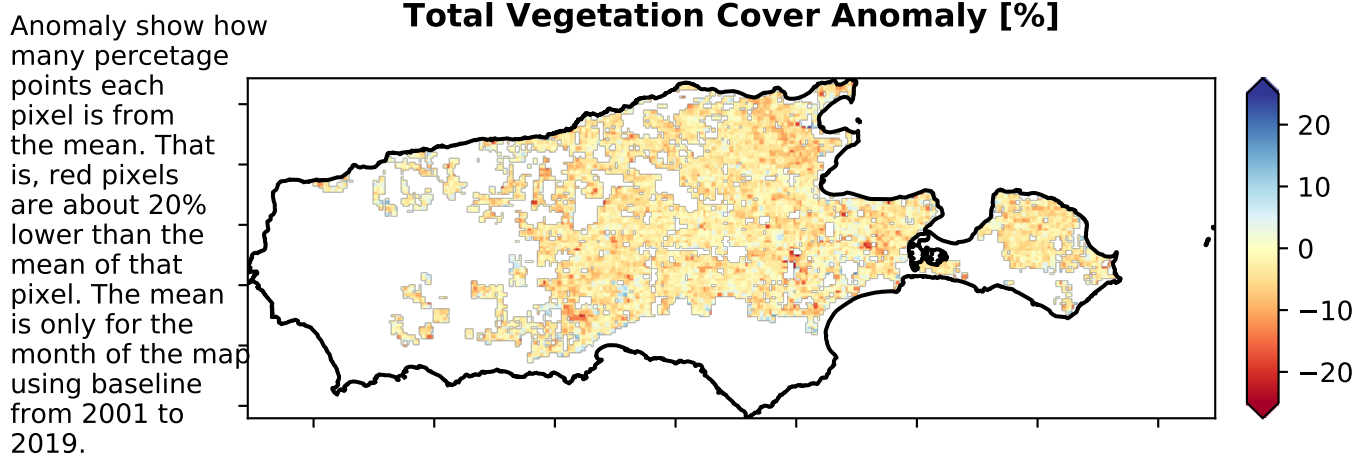 Total Vegetation Cover Anomaly [%]
Anomaly show how
many percetage
points each
pixel is from
the mean. That
is, red pixels
are about 20%
lower than the
mean of that
pixel. The mean
is only for the
month of the map
using baseline
from 2001 to
2019.
20
10
0
−10
−20